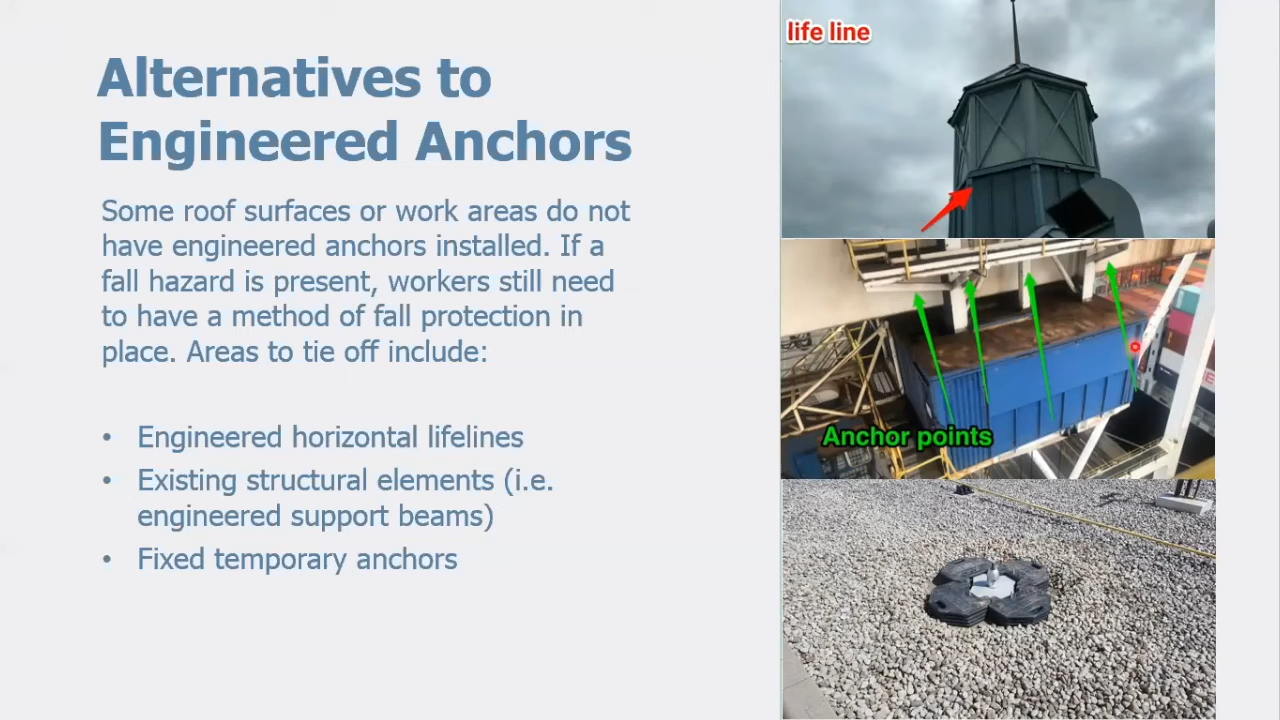 Alternatives to
Engineered Anchors
Some roof surfaces or work areas do not
have engineered anchors installed. If a
fall hazard is present, workers still need
to have a method of fall protection in
place. Areas to tie off include:
• Engineered horizontal lifelines
• Existing structural elements (i.e.
engineered support beams)
• Fixed temporary anchors
life line
Anchor points